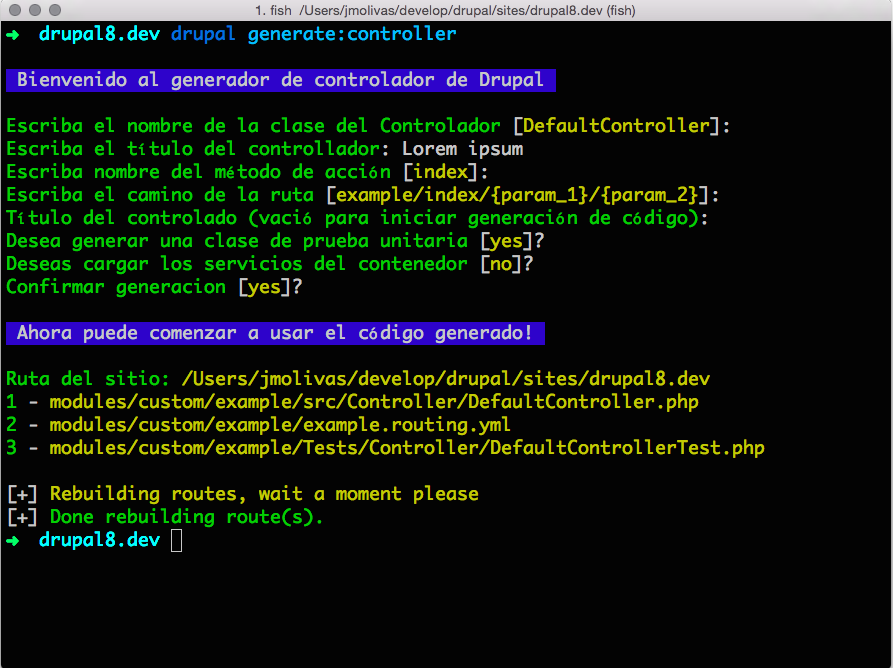 1. fish /Users/jmolivas/develop/drupal/sites/drupal8.dev (fish)
➜ drupal8.dev drupal generate:controller
Bienvenido al generador de controlador de Drupal
Escriba el nombre de la clase del Controlador [DefaultController]:
Escriba el título del controllador: Lorem ipsum
Escriba nombre del método de acción [index]:
Escriba el camino de la ruta [example/index/{param_1}/{param_2}]:
Título del controlado (vació para iniciar generación de código):
Desea generar una clase de prueba unitaria [yes]?
Deseas cargar los servicios del contenedor [no]?
Confirmar generacion [yes]?
Ahora puede comenzar a usar el código generado!
Ruta del sitio: /Users/jmolivas/develop/drupal/sites/drupal8.dev
1 - modules/custom/example/src/Controller/DefaultController.php
2 - modules/custom/example/example.routing.yml
3 - modules/custom/example/Tests/Controller/DefaultControllerTest.php
[+] Rebuilding routes, wait a moment please
[+] Done rebuilding route(s).
➜ drupal8.dev